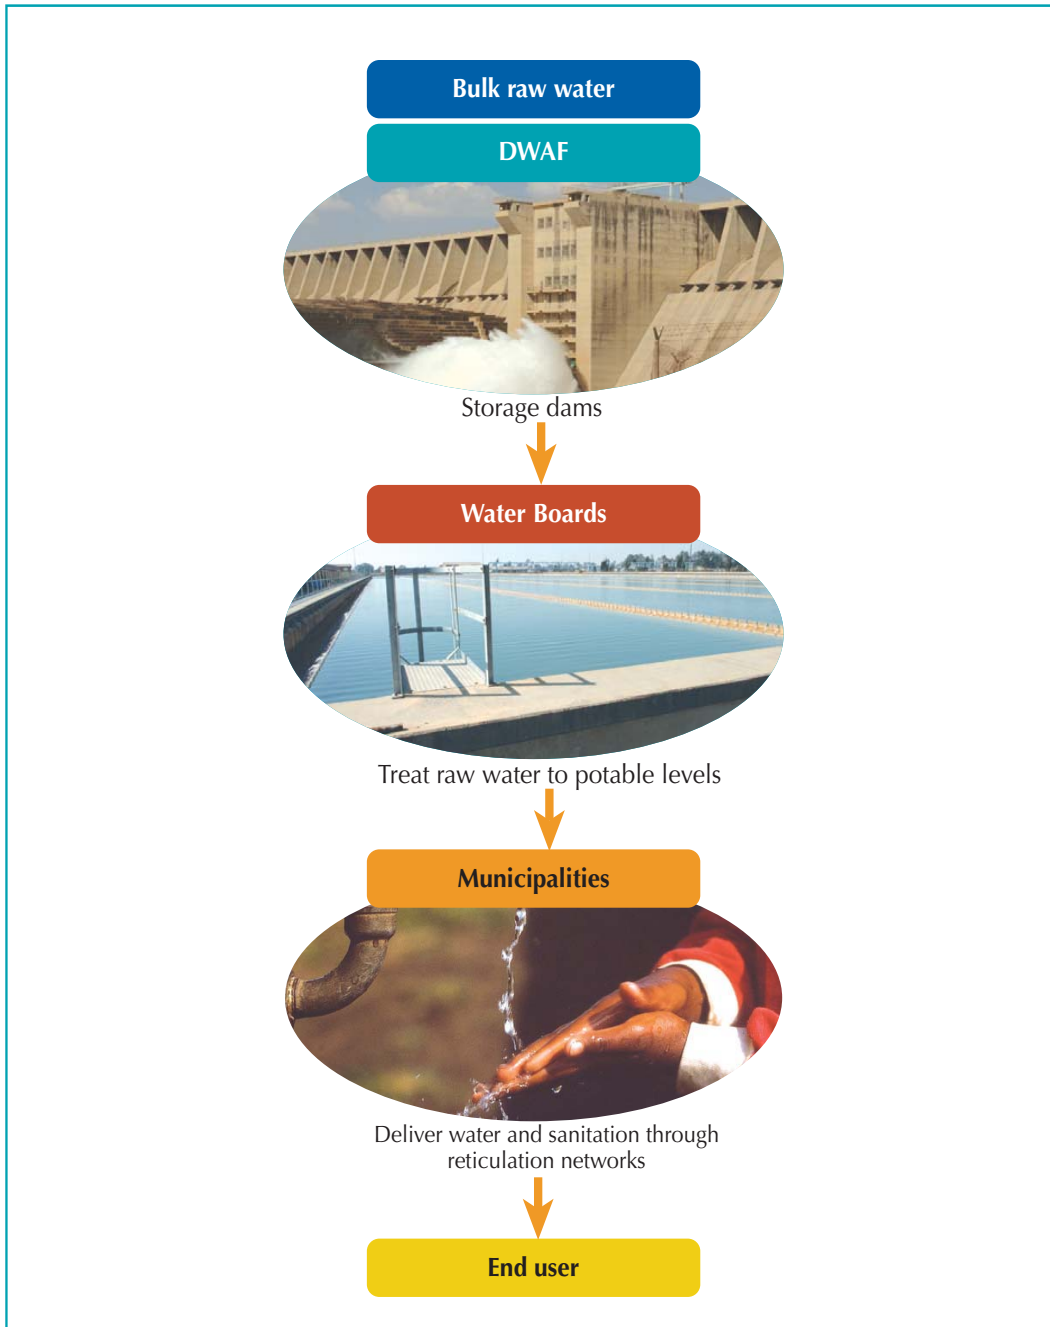 Bulk raw water
DWAF
Storage dams
Water Boards
Treat raw water to potable levels
Municipalities
Deliver water and sanitation through
reticulation networks
End user